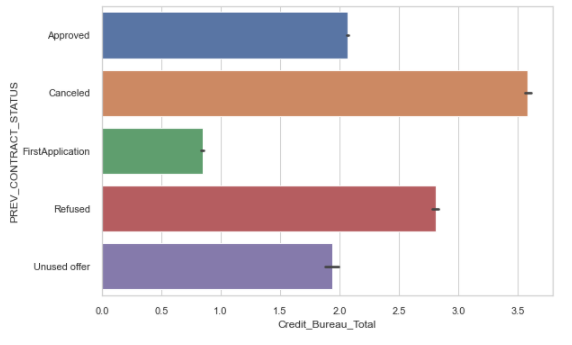 Approved
Canceled
FirstApplication
Refused
Unused offer
PREV_CONTRACT_STATUS
0.0 0.5 1.0 1.5 2.0 2.5 3.0 3.5
Credit_Bureau_Total